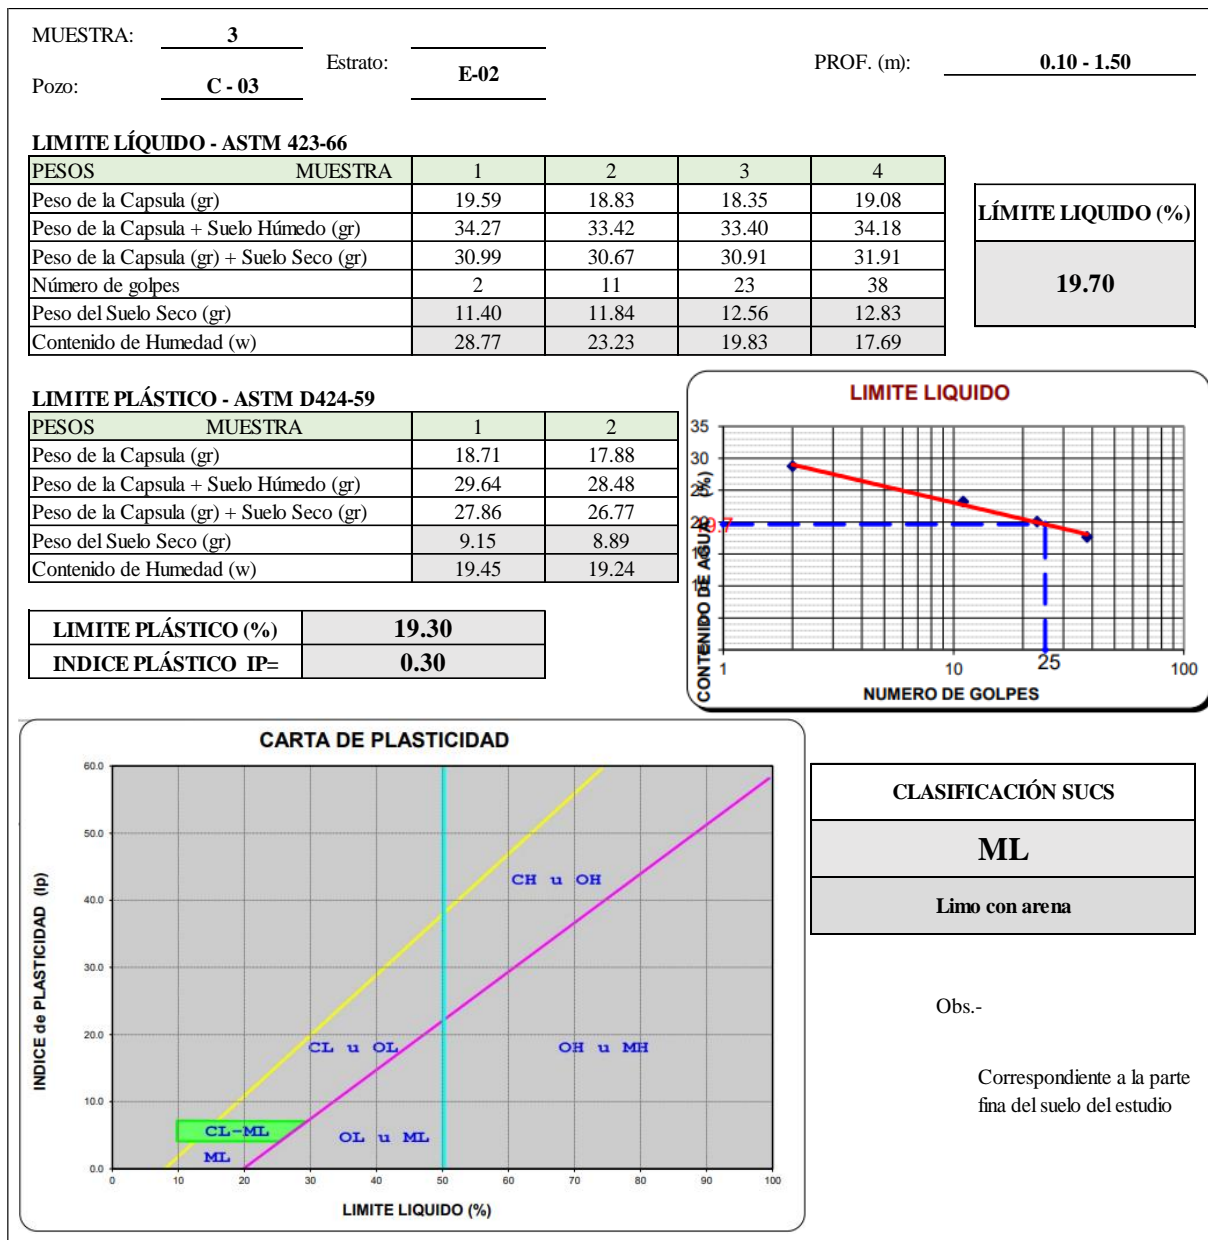 MUESTRA: 3
Estrato: E-02
PROF. (m): 0.10 - 1.50
Pozo: C - 03
LIMITE LÍQUIDO - ASTM 423-66
PESOS MUESTRA 1 2 3 4
Peso de la Capsula (gr) 19.59 18.83 18.35 19.08
Peso de la Capsula + Suelo Húmedo (gr) 34.27 33.42 33.40 34.18
Peso de la Capsula (gr) + Suelo Seco (gr) 30.99 30.67 30.91 31.91
Número de golpes 2 11 23 38
Peso del Suelo Seco (gr) 11.40 11.84 12.56 12.83
Contenido de Humedad (w) 28.77 23.23 19.83 17.69
LÍMITE LIQUIDO (%)
19.70
LIMITE PLÁSTICO - ASTM D424-59
PESOS MUESTRA 1 2
Peso de la Capsula (gr) 18.71 17.88
Peso de la Capsula + Suelo Húmedo (gr) 29.64 28.48
Peso de la Capsula (gr) + Suelo Seco (gr) 27.86 26.77
Peso del Suelo Seco (gr) 9.15 8.89
Contenido de Humedad (w) 19.45 19.24
LIMITE PLÁSTICO (%) 19.30
INDICE PLÁSTICO IP= 0.30
LIMITE LIQUIDO
CONTENIDO DE AGUA (%)
35
30
25
20
1 10 25 100
NUMERO DE GOLPES
CARTA DE PLASTICIDAD
INDICE de PLASTICIDAD (Ip)
60.0
50.0
40.0
30.0
20.0
10.0
0.0
CH u OH
CL u OL
OH u MH
CL-ML
OL u ML
ML
0 10 20 30 40 50 60 70 80 90 100
LIMITE LIQUIDO (%)
CLASIFICACIÓN SUCS
ML
Limo con arena
Obs.-
Correspondiente a la parte
fina del suelo del estudio